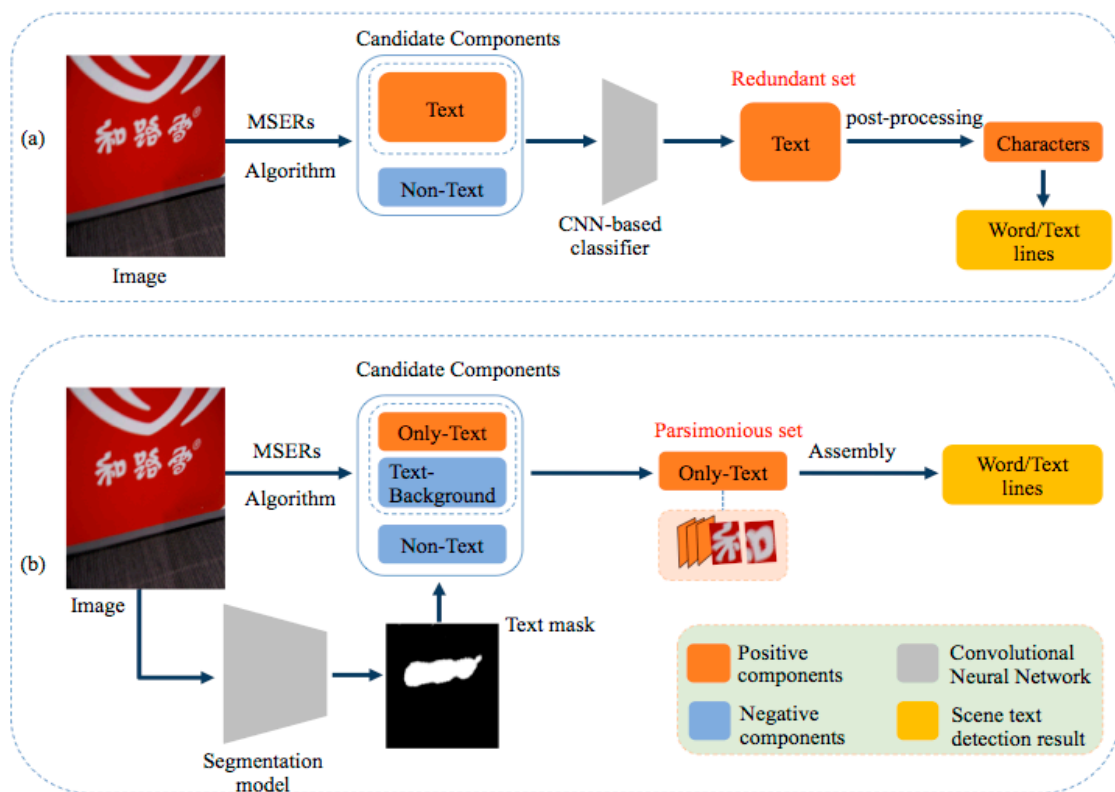 Candidate Components
和路雪®
(a)
MSERs
Algorithm
Text
Non-Text
CNN-based
classifier
Redundant set
Text
post-processing
Characters
Word/Text
lines
Image
Candidate Components
和路雪®
(b)
MSERs
Algorithm
Only-Text
Text-
Background
Non-Text
Parsimonious set
Only-Text
Assembly
Word/Text
lines
Image
Segmentation
model
Text mask
Positive
components
Convolutional
Neural Network
Negative
components
Scene text
detection result